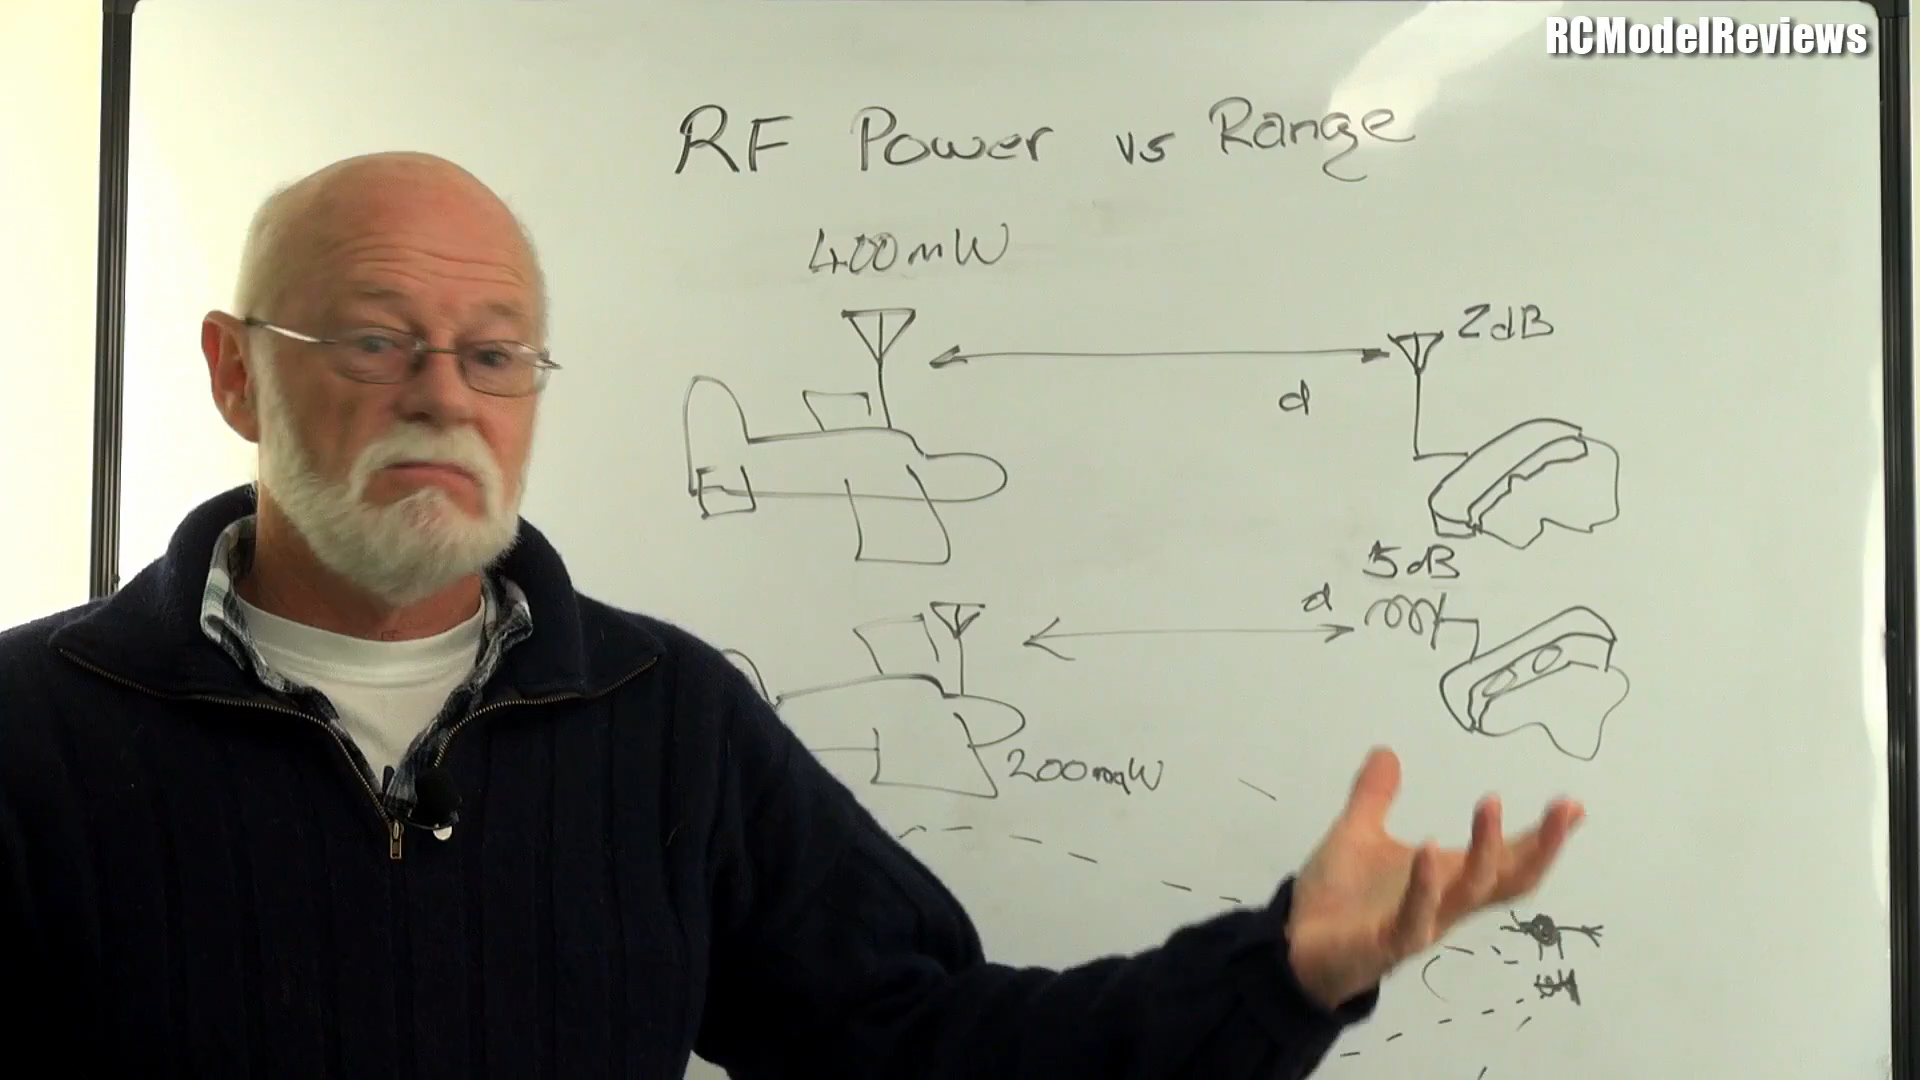 RCModelReviews
RF Power vs Range
400mW
2dB
d
5dB
d
200mW